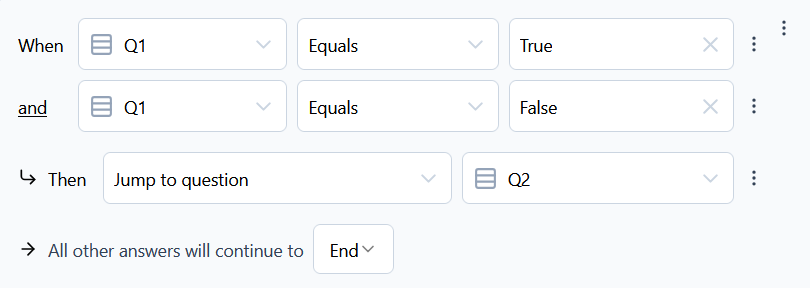 When Q1 Equals True
and Q1 Equals False
Then Jump to question Q2
All other answers will continue to End